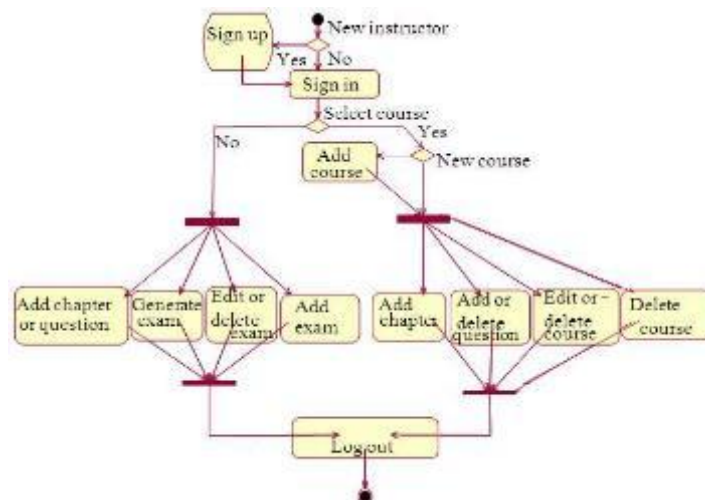 New instructor
Sign up
Yes
No
Sign in
Select course
Yes
No
New course
Add
course
Add chapter
or question
Generate
exam
Edit or
delete
exam
Add
exam
Add
chapter
Add or
delete
question
Edit or -
delete
course
Delete
course
Log out